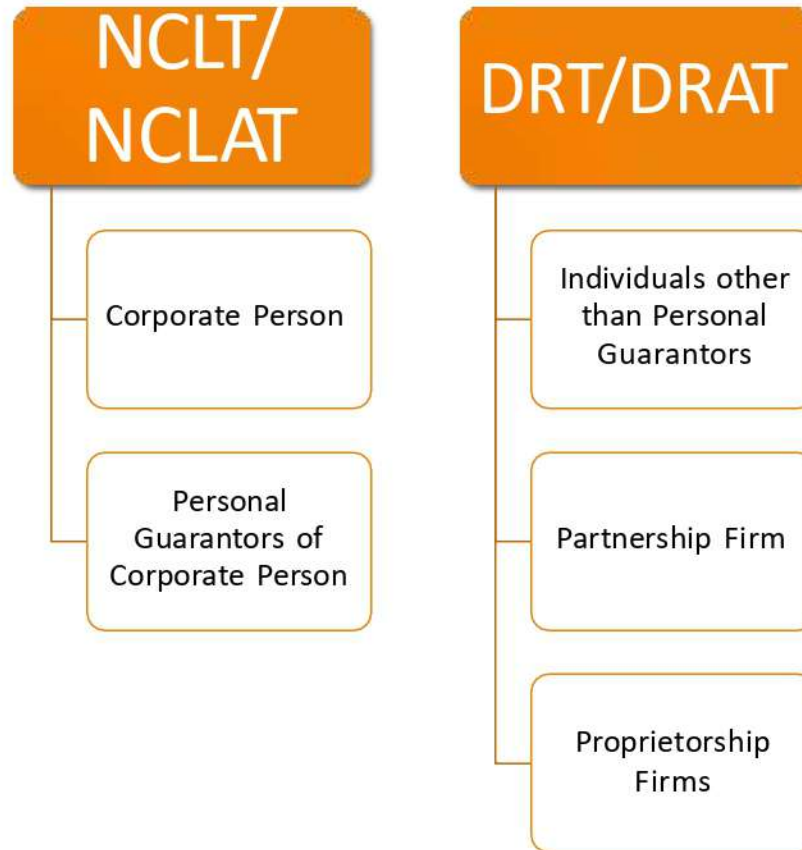 NCLT/
NCLAT
Corporate Person
Personal
Guarantors of
Corporate Person
DRT/DRAT
Individuals other
than Personal
Guarantors
Partnership Firm
Proprietorship
Firms